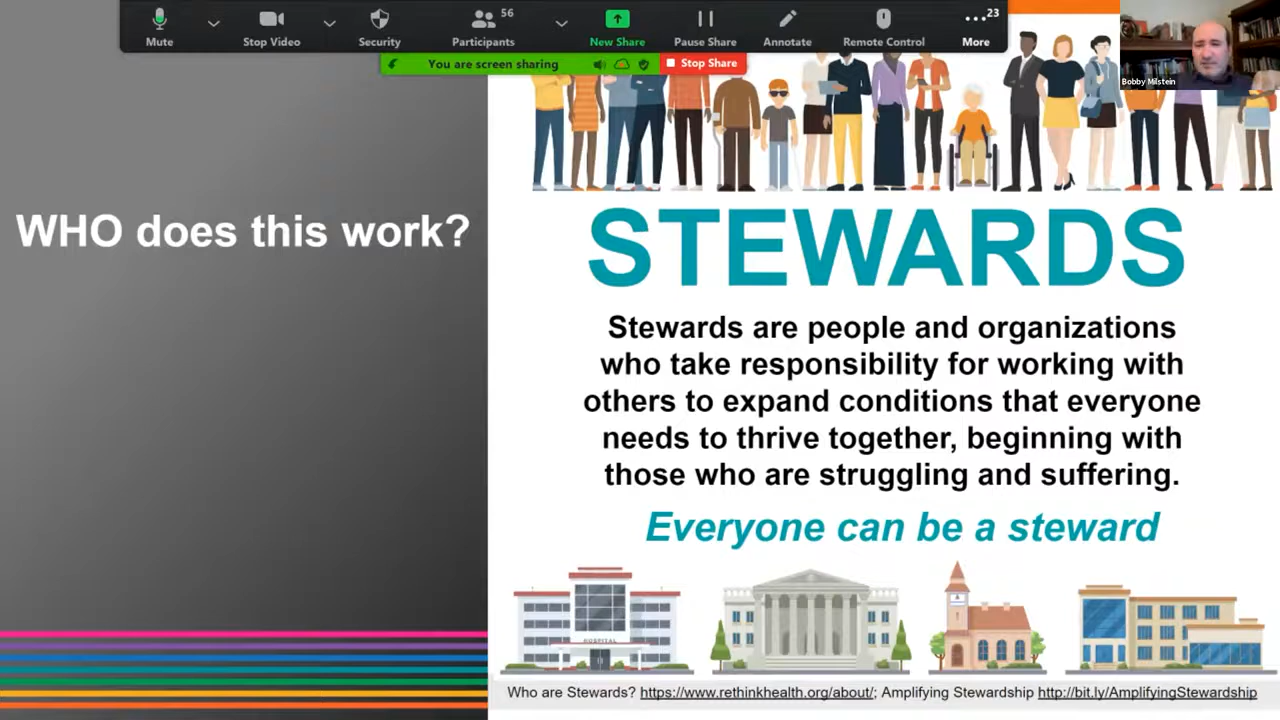 56
23
Mute
Stop Video
Security
Participants
New Share
Pause Share
Annotate
Remote Control
More
You are screen sharing
Stop Share
Bobby Milstein
WHO does this work?
STEWARDS
Stewards are people and organizations
who take responsibility for working with
others to expand conditions that everyone
needs to thrive together, beginning with
those who are struggling and suffering.
Everyone can be a steward
HOSPITAL
Who are Stewards? https://www.rethinkhealth.org/about/; Amplifying Stewardship http://bit.ly/AmplifyingStewardship